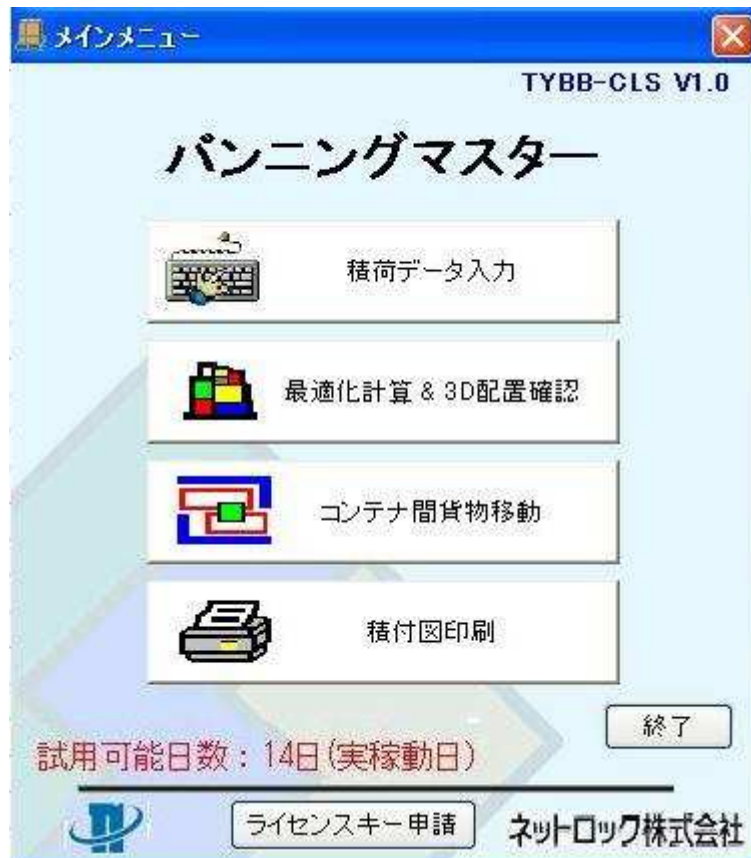 メインメニュー
TYBB-CLS V1.0
バンニングマスター
積荷データ入力
最適化計算 & 3D配置確認
コンテナ間貨物移動
積付図印刷
終了
試用可能日数：14日(実稼動日)
ライセンスキー申請
ネットロック株式会社